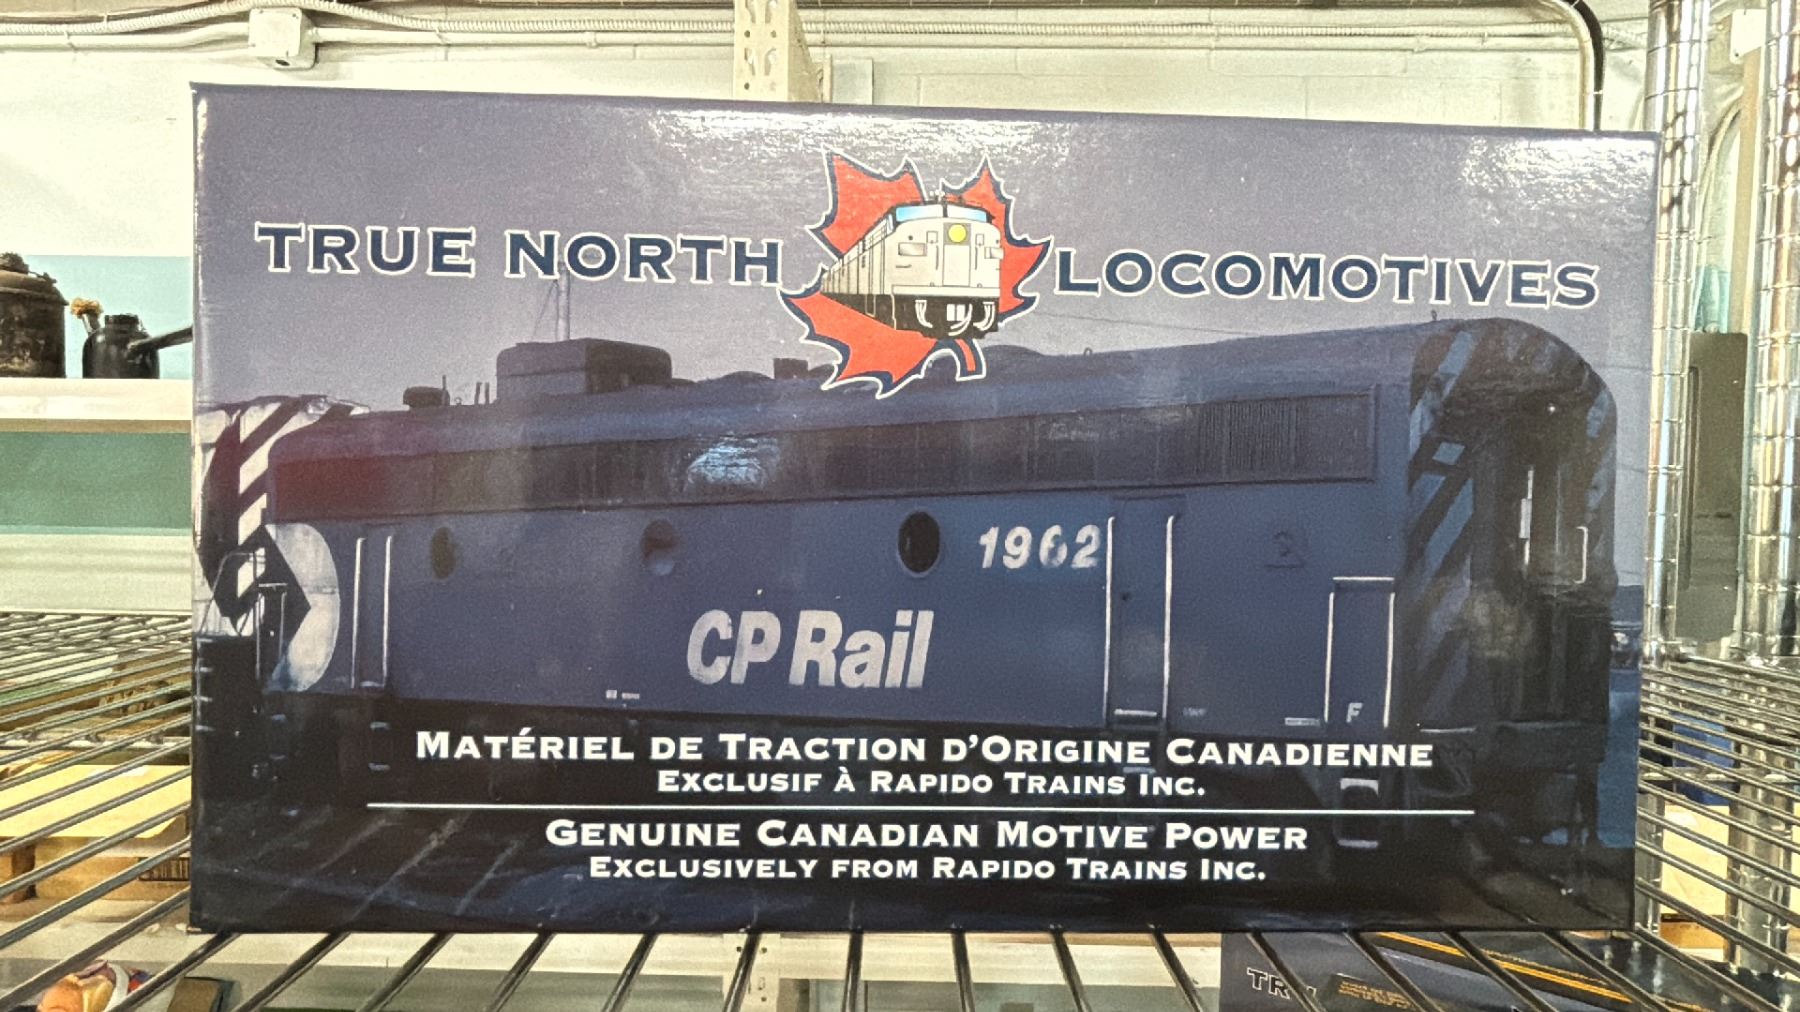 TRUE NORTH LOCOMOTIVES
1962
CP Rail
F
MATÉRIEL DE TRACTION D'ORIGINE CANADIENNE
EXCLUSIF À RAPIDO TRAINS INC.
GENUINE CANADIAN MOTIVE POWER
EXCLUSIVELY FROM RAPIDO TRAINS INC.
TR